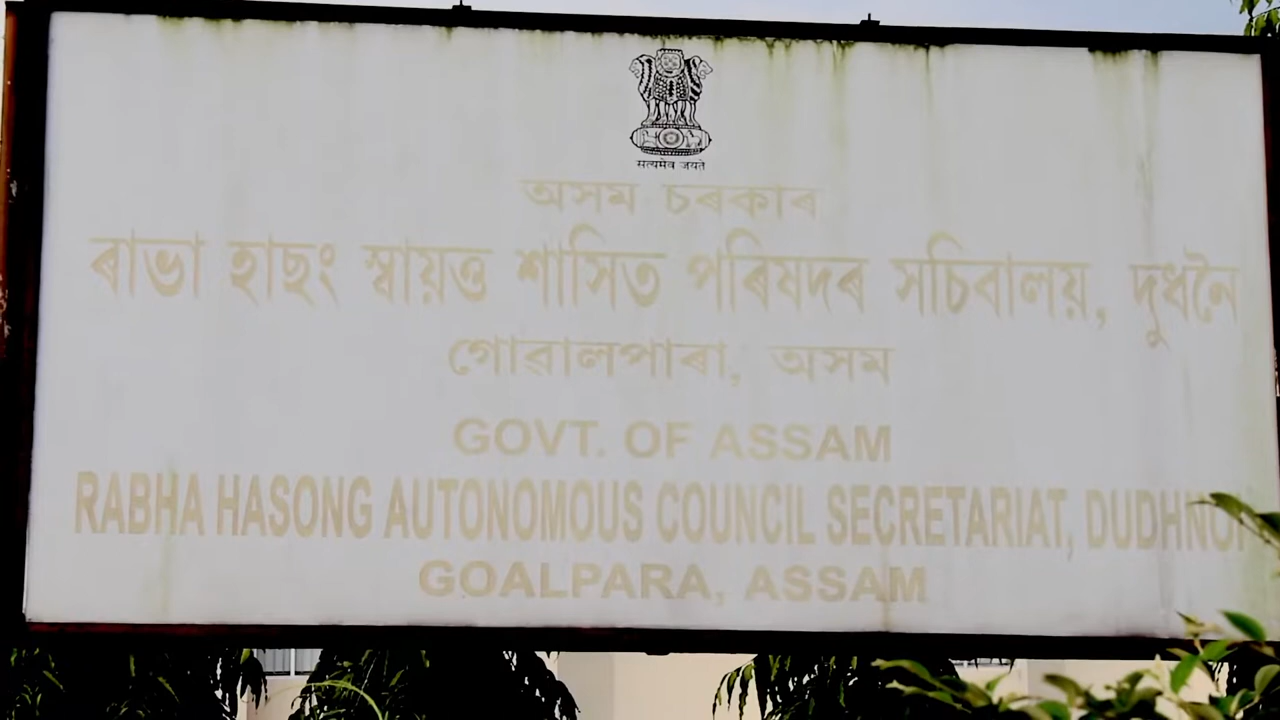 सत्यमेव जयते
অসম চৰকাৰ
ৰাভা হাছং স্বায়ত্ত শাসিত পৰিষদৰ সচিবালয়, দুধনৈ
গোৱালপাৰা, অসম
GOVT. OF ASSAM
RABHA HASONG AUTONOMOUS COUNCIL SECRETARIAT, DUDHNOI
GOALPARA, ASSAM